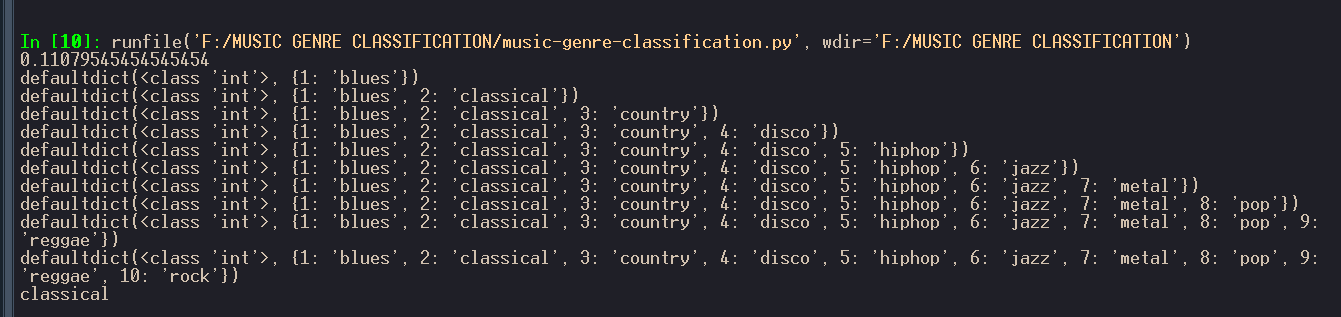 In [10]: runfile('F:/MUSIC GENRE CLASSIFICATION/music-genre-classification.py', wdir='F:/MUSIC GENRE CLASSIFICATION')
0.11079545454545454
defaultdict(<class 'int'>, {1: 'blues'})
defaultdict(<class 'int'>, {1: 'blues', 2: 'classical'})
defaultdict(<class 'int'>, {1: 'blues', 2: 'classical', 3: 'country'})
defaultdict(<class 'int'>, {1: 'blues', 2: 'classical', 3: 'country', 4: 'disco'})
defaultdict(<class 'int'>, {1: 'blues', 2: 'classical', 3: 'country', 4: 'disco', 5: 'hiphop'})
defaultdict(<class 'int'>, {1: 'blues', 2: 'classical', 3: 'country', 4: 'disco', 5: 'hiphop', 6: 'jazz'})
defaultdict(<class 'int'>, {1: 'blues', 2: 'classical', 3: 'country', 4: 'disco', 5: 'hiphop', 6: 'jazz', 7: 'metal'})
defaultdict(<class 'int'>, {1: 'blues', 2: 'classical', 3: 'country', 4: 'disco', 5: 'hiphop', 6: 'jazz', 7: 'metal', 8: 'pop'})
defaultdict(<class 'int'>, {1: 'blues', 2: 'classical', 3: 'country', 4: 'disco', 5: 'hiphop', 6: 'jazz', 7: 'metal', 8: 'pop', 9:
'reggae'})
defaultdict(<class 'int'>, {1: 'blues', 2: 'classical', 3: 'country', 4: 'disco', 5: 'hiphop', 6: 'jazz', 7: 'metal', 8: 'pop', 9:
'reggae', 10: 'rock'})
classical